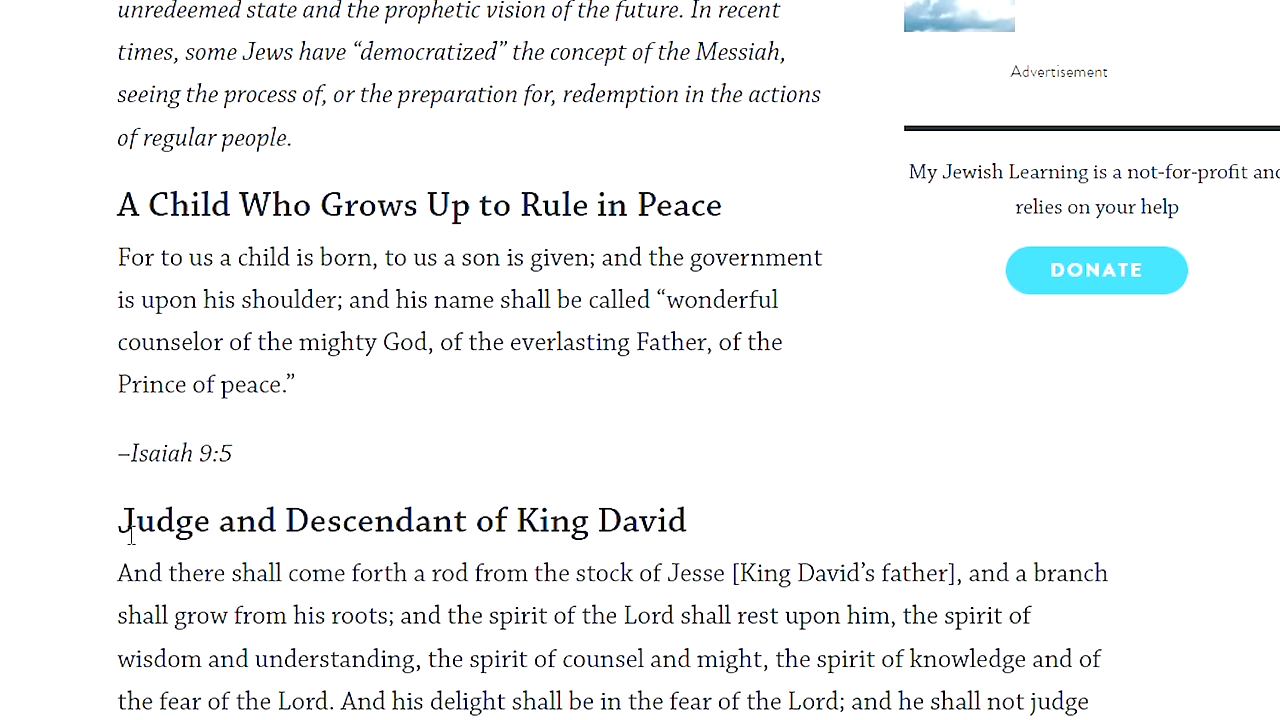 unredeemed state and the prophetic vision of the future. In recent
times, some Jews have “democratized” the concept of the Messiah,
seeing the process of, or the preparation for, redemption in the actions
of regular people.
A Child Who Grows Up to Rule in Peace
For to us a child is born, to us a son is given; and the government
is upon his shoulder; and his name shall be called “wonderful
counselor of the mighty God, of the everlasting Father, of the
Prince of peace.”
–Isaiah 9:5
Judge and Descendant of King David
And there shall come forth a rod from the stock of Jesse [King David’s father], and a branch
shall grow from his roots; and the spirit of the Lord shall rest upon him, the spirit of
wisdom and understanding, the spirit of counsel and might, the spirit of knowledge and of
the fear of the Lord. And his delight shall be in the fear of the Lord; and he shall not judge
Advertisement
My Jewish Learning is a not-for-profit and
relies on your help
DONATE